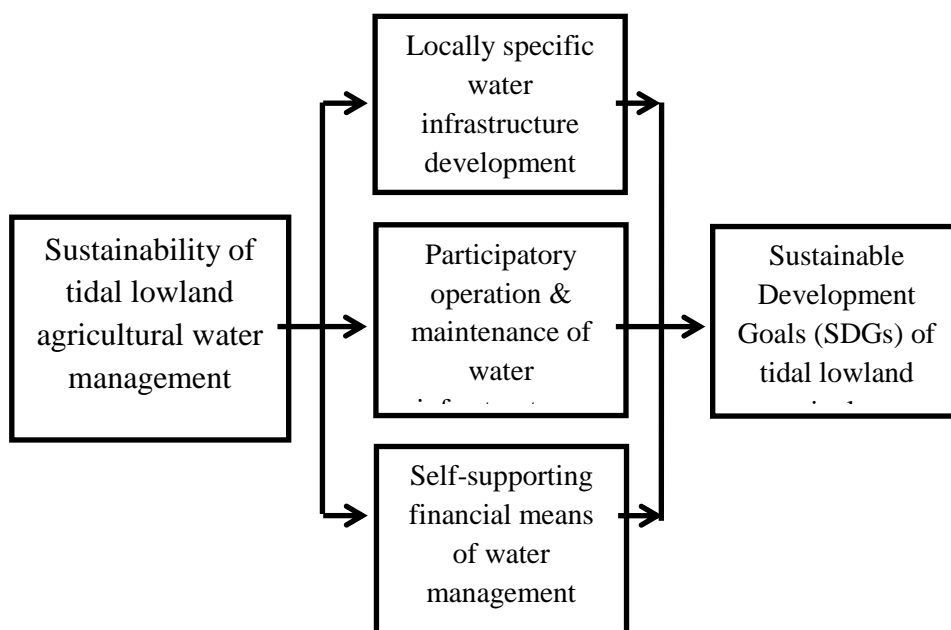 Locally specific
water
infrastructure
development
Sustainability of
tidal lowland
agricultural water
management
Participatory
operation &
maintenance of
water
Sustainable
Development
Goals (SDGs) of
tidal lowland
Self-supporting
financial means
of water
management